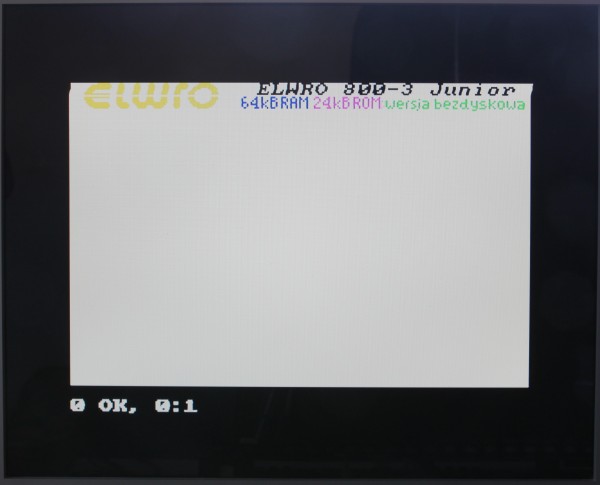 ELWRO ELWRO 800-3 Junior
64kBRAM 24kBROM wersja bezdyskowa
0 OK, 0:1